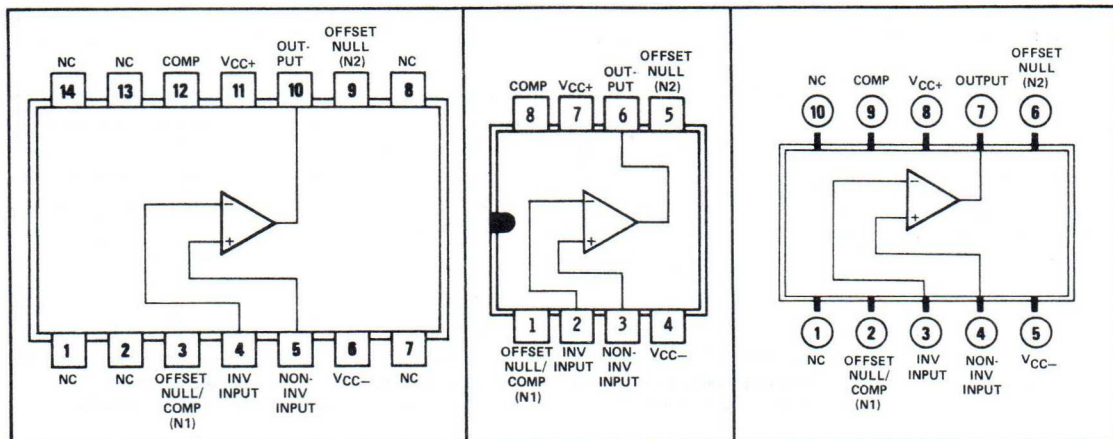 NC
NC
COMP
VCC+
OUT-
PUT
OFFSET
NULL
(N2)
NC
14
13
12
11
10
9
8
−
+
1
2
3
4
5
6
7
NC
NC
OFFSET
NULL/
COMP
(N1)
INV
INPUT
NON-
INV
INPUT
VCC−
NC
COMP
VCC+
OUT-
PUT
OFFSET
NULL
(N2)
8
7
6
5
−
+
1
2
3
4
OFFSET
NULL/
COMP
(N1)
INV
INPUT
NON-
INV
INPUT
VCC−
NC
COMP
VCC+
OUTPUT
OFFSET
NULL
(N2)
10
9
8
7
6
−
+
1
2
3
4
5
NC
OFFSET
NULL/
COMP
(N1)
INV
INPUT
NON-
INV
INPUT
VCC−